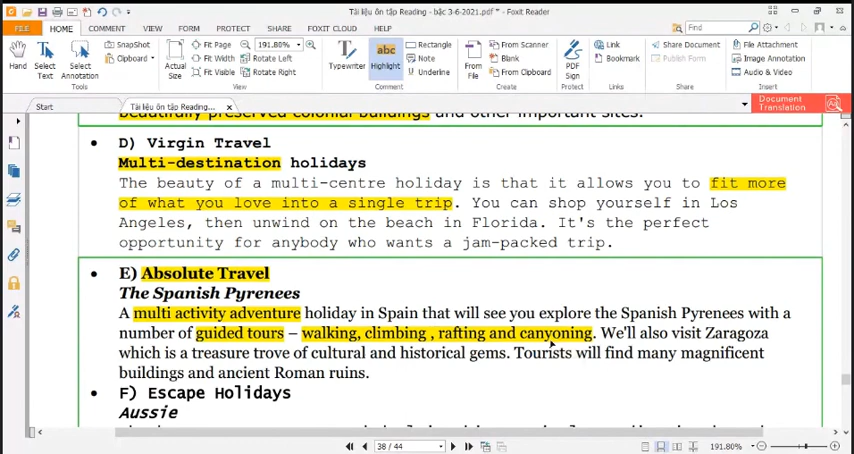 Tài liệu ôn tập Reading - bậc 3-6-2021.pdf * - Foxit Reader
FILE HOME COMMENT VIEW FORM PROTECT SHARE FOXIT CLOUD HELP Find
SnapShot Fit Page 191.80% Rectangle From Scanner Link Share Document File Attachment
Clipboard Fit Width Rotate Left Note Blank Bookmark Publish Form Image Annotation
Hand Select Text Select Annotation Actual Size Fit Visible Rotate Right Typewriter abc Highlight Underline From File From Clipboard PDF Sign Audio & Video
Tools View Comment Create Protect Links Share Insert
Start Tài liệu ôn tập Reading... Document Translation
beautifully preserved colonial buildings and other important sites.
• D) Virgin Travel
Multi-destination holidays
The beauty of a multi-centre holiday is that it allows you to fit more
of what you love into a single trip. You can shop yourself in Los
Angeles, then unwind on the beach in Florida. It's the perfect
opportunity for anybody who wants a jam-packed trip.
• E) Absolute Travel
The Spanish Pyrenees
A multi activity adventure holiday in Spain that will see you explore the Spanish Pyrenees with a
number of guided tours – walking, climbing , rafting and canyoning. We'll also visit Zaragoza
which is a treasure trove of cultural and historical gems. Tourists will find many magnificent
buildings and ancient Roman ruins.
• F) Escape Holidays
Aussie
38 / 44 191.80%